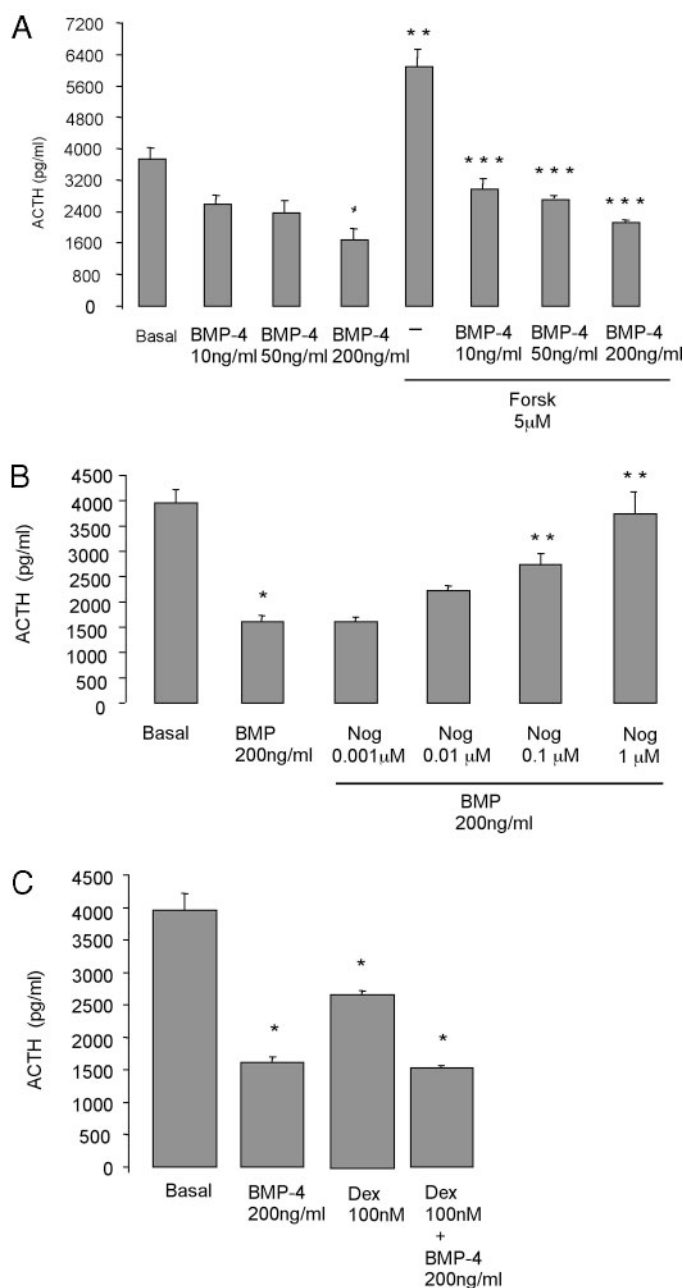 A
7200
6400
5600
4800
4000
3200
2400
1600
800
0
ACTH (pg/ml)
* *
* * *
* * *
* * *
*
Basal
BMP-4 10ng/ml
BMP-4 50ng/ml
BMP-4 200ng/ml
–
BMP-4 10ng/ml
BMP-4 50ng/ml
BMP-4 200ng/ml
Forsk
5μM
B
4500
4000
3500
3000
2500
2000
1500
1000
500
0
ACTH (pg/ml)
*
* *
* *
Basal
BMP
200ng/ml
Nog
0.001μM
Nog
0.01 μM
Nog
0.1 μM
Nog
1 μM
BMP
200ng/ml
C
4500
4000
3500
3000
2500
2000
1500
1000
500
0
ACTH (pg/ml)
*
*
*
Basal
BMP-4
200ng/ml
Dex
100nM
Dex
100nM
+
BMP-4
200ng/ml